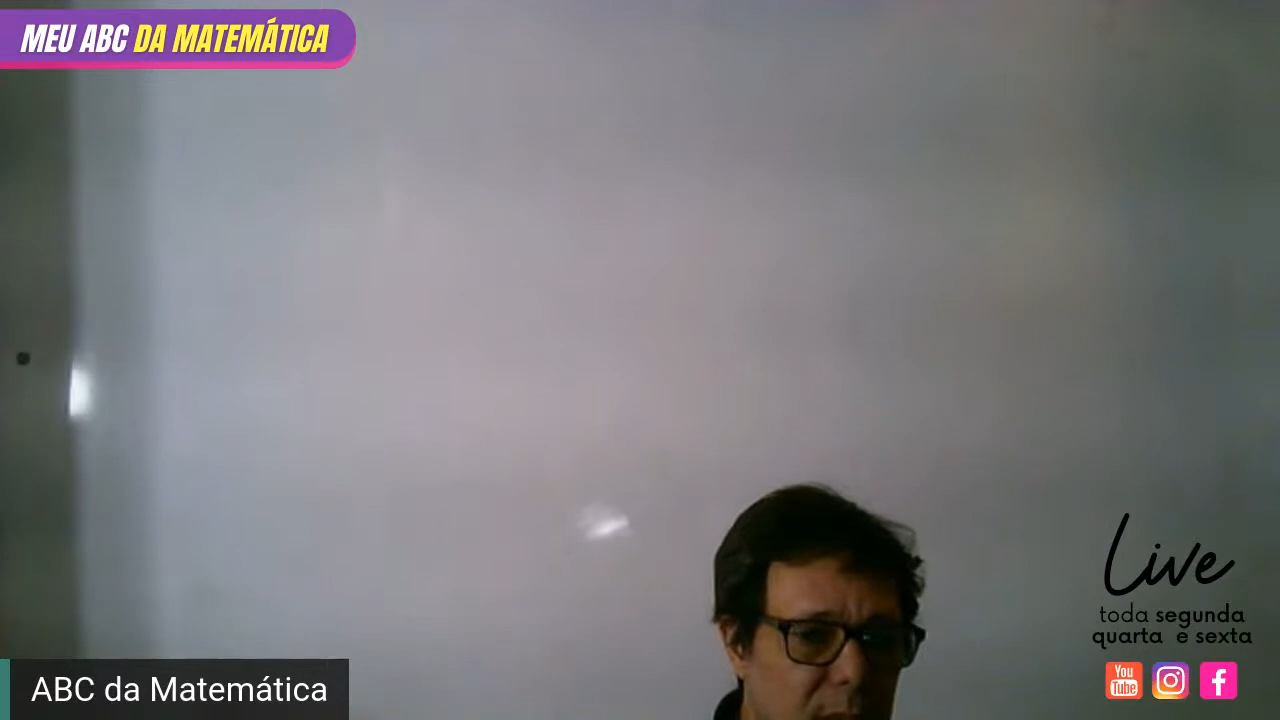 MEU ABC DA MATEMÁTICA
Live
toda segunda
quarta e sexta
You
Tube
ABC da Matemática